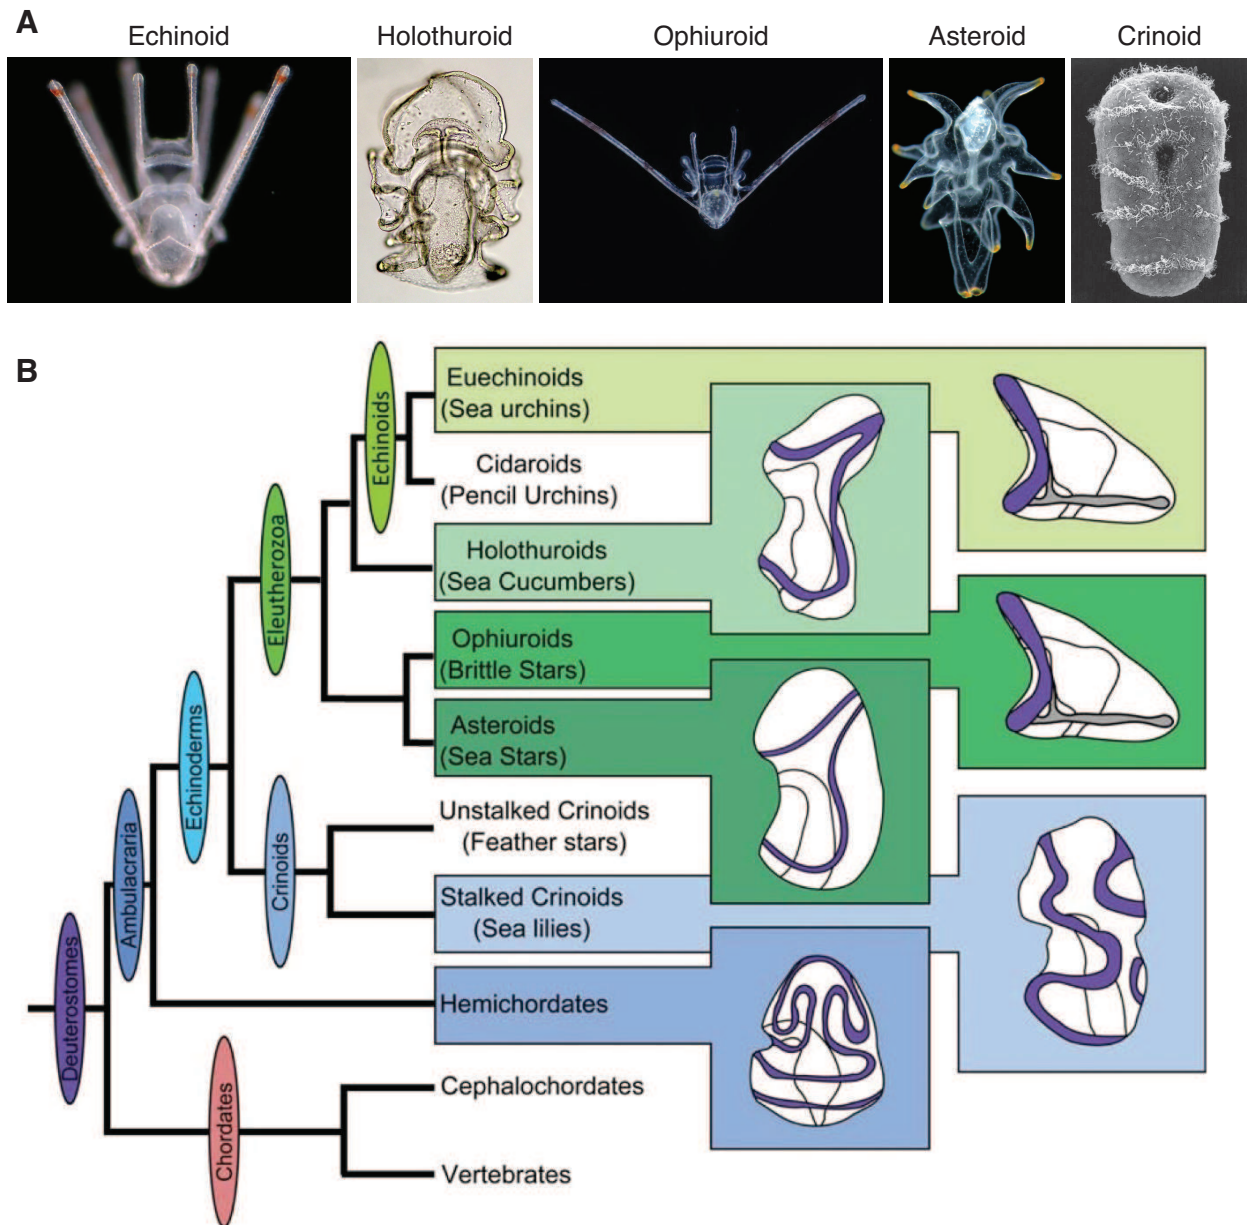 A
Echinoid
Holothuroid
Ophiuroid
Asteroid
Crinoid
B
Euechinoids
(Sea urchins)
Cidaroids
(Pencil Urchins)
Holothuroids
(Sea Cucumbers)
Ophiuroids
(Brittle Stars)
Asteroids
(Sea Stars)
Unstalked Crinoids
(Feather stars)
Stalked Crinoids
(Sea lilies)
Hemichordates
Cephalochordates
Vertebrates
Echinoids
Eleutherozoa
Echinoderms
Crinoids
Ambulacraria
Deuterostomes
Chordates